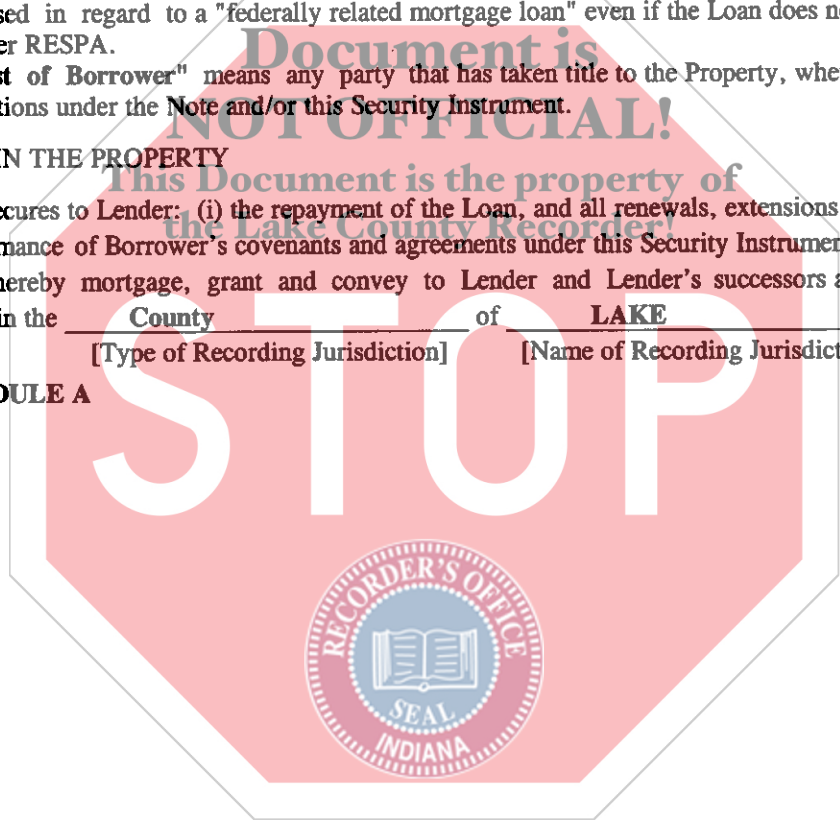 sed in regard to a "federally related mortgage loan" even if the Loan does n
er RESPA.
Document is
st of Borrower" means any party that has taken title to the Property, whe
tions under the Note and/or this Security Instrument.
NOT OFFICIAL!
IN THE PROPERTY
This Document is the property of
ecures to Lender: (i) the repayment of the Loan, and all renewals, extensions
the Lake County Recorder!
mance of Borrower's covenants and agreements under this Security Instrumen
hereby mortgage, grant and convey to Lender and Lender's successors a
in the County of LAKE
[Type of Recording Jurisdiction] [Name of Recording Jurisdict
DULE A
STOP
RECORDER'S OFFICE
SEAL
INDIANA